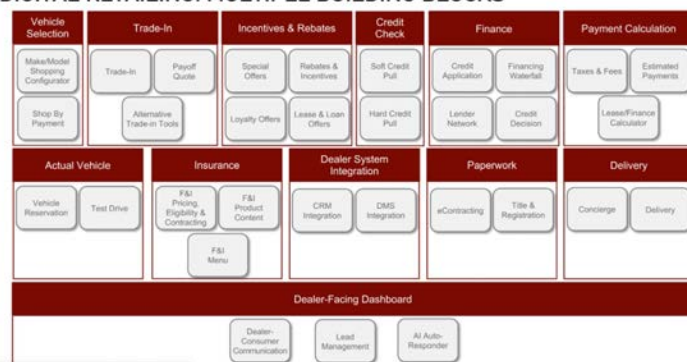 DIGITAL RETAILING: MULTIPLE BUILDING BLOCKS
Vehicle
Selection
Make/Model
Shopping
Configurator
Shop By
Payment
Trade-In
Trade-In
Payoff
Quote
Alternative
Trade-in Tools
Incentives & Rebates
Special
Offers
Rebates &
Incentives
Loyalty Offers
Lease & Loan
Offers
Credit
Check
Soft Credit
Pull
Hard Credit
Pull
Finance
Credit
Application
Financing
Waterfall
Lender
Network
Credit
Decision
Payment Calculation
Taxes & Fees
Estimated
Payments
Lease/Finance
Calculator
Actual Vehicle
Vehicle
Reservation
Test Drive
Insurance
F&I
Pricing,
Eligibility &
Contracting
F&I
Product
Content
F&I
Menu
Dealer System
Integration
CRM
Integration
DMS
Integration
Paperwork
eContracting
Title &
Registration
Delivery
Concierge
Delivery
Dealer-Facing Dashboard
Dealer-
Consumer
Communication
Lead
Management
AI Auto-
Responder